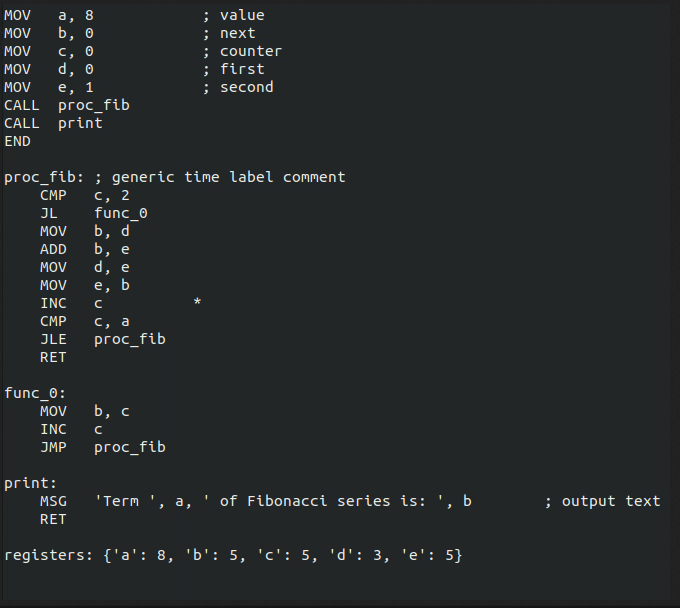 MOV   a, 8            ; value
MOV   b, 0            ; next
MOV   c, 0            ; counter
MOV   d, 0            ; first
MOV   e, 1            ; second
CALL  proc_fib
CALL  print
END

proc_fib: ; generic time label comment
    CMP   c, 2
    JL    func_0
    MOV   b, d
    ADD   b, e
    MOV   d, e
    MOV   e, b
    INC   c          *
    CMP   c, a
    JLE   proc_fib
    RET

func_0:
    MOV   b, c
    INC   c
    JMP   proc_fib

print:
    MSG   'Term ', a, ' of Fibonacci series is: ', b        ; output text
    RET

registers: {'a': 8, 'b': 5, 'c': 5, 'd': 3, 'e': 5}